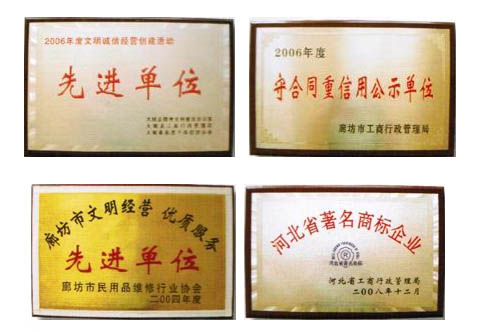 2006年度文明诚信经营创建活动
先进单位
2006年度
守合同重信用公示单位
廊坊市工商行政管理局
廊坊市文明经营 优质服务
先进单位
廊坊市民用品维修行业协会
二00四年度
河北省著名商标企业
河北省工商行政管理局
二00八年十二月